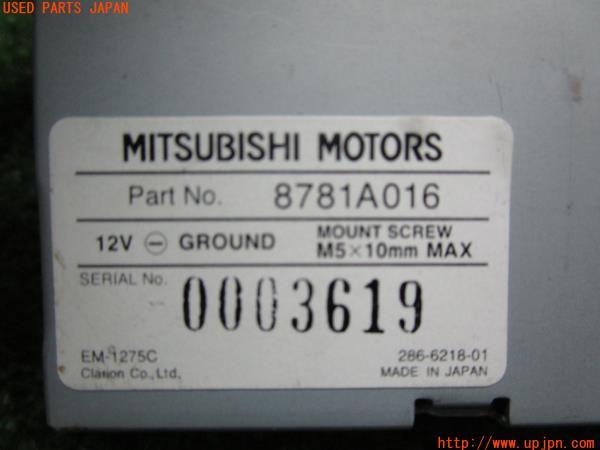 USED PARTS JAPAN
MITSUBISHI MOTORS
Part No. 8781A016
12V ⊖ GROUND MOUNT SCREW M5×10mm MAX
SERIAL No. 0003619
EM-1275C 286-6218-01
Clarion Co., Ltd. MADE IN JAPAN
http://www.upjpn.com/